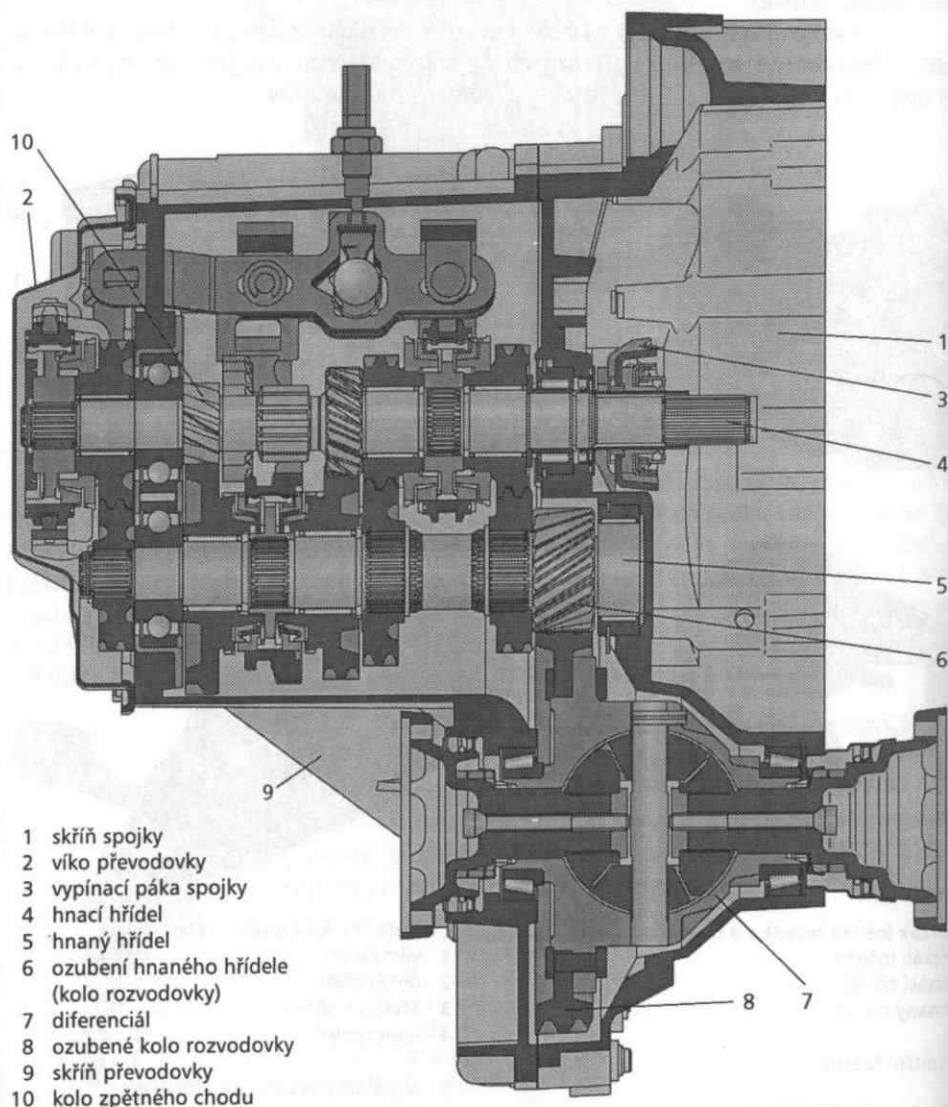 10
2
1
3
4
5
6
9
8
7
1 skříň spojky
2 víko převodovky
3 vypínací páka spojky
4 hnací hřídel
5 hnaný hřídel
6 ozubení hnaného hřídele
(kolo rozvodovky)
7 diferenciál
8 ozubené kolo rozvodovky
9 skříň převodovky
10 kolo zpětného chodu